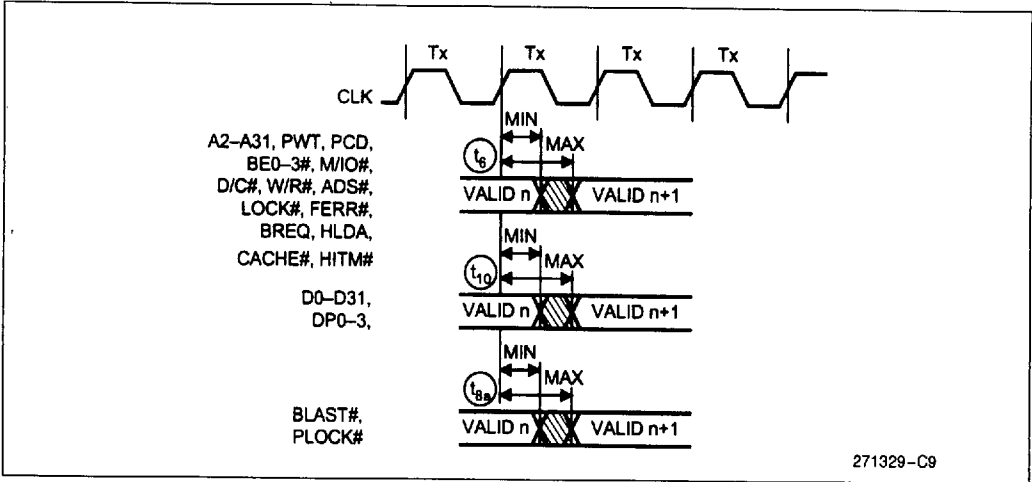 Tx Tx Tx Tx
CLK
MIN
A2–A31, PWT, PCD,
MAX
BE0–3#, M/IO#,
t6
D/C#, W/R#, ADS#,
VALID n VALID n+1
LOCK#, FERR#,
BREQ, HLDA,
MIN
CACHE#, HITM#
MAX
t10
D0–D31,
VALID n VALID n+1
DP0–3,
MIN
MAX
t8a
BLAST#,
VALID n VALID n+1
PLOCK#
271329–C9